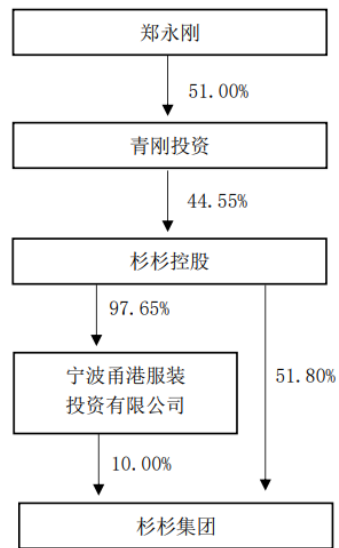 郑永刚
51.00%
青刚投资
44.55%
杉杉控股
97.65%
宁波甬港服装
投资有限公司
51.80%
10.00%
杉杉集团